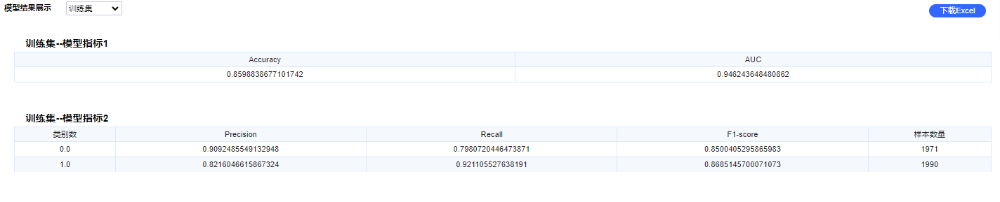 模型结果展示 训练集 下载Excel
训练集--模型指标1
Accuracy AUC
0.8598838677101742 0.946243648480862
训练集--模型指标2
类别数 Precision Recall F1-score 样本数量
0.0 0.9092485549132948 0.7980720446473871 0.8500405295865983 1971
1.0 0.8216046615867324 0.921105527638191 0.8685145700071073 1990